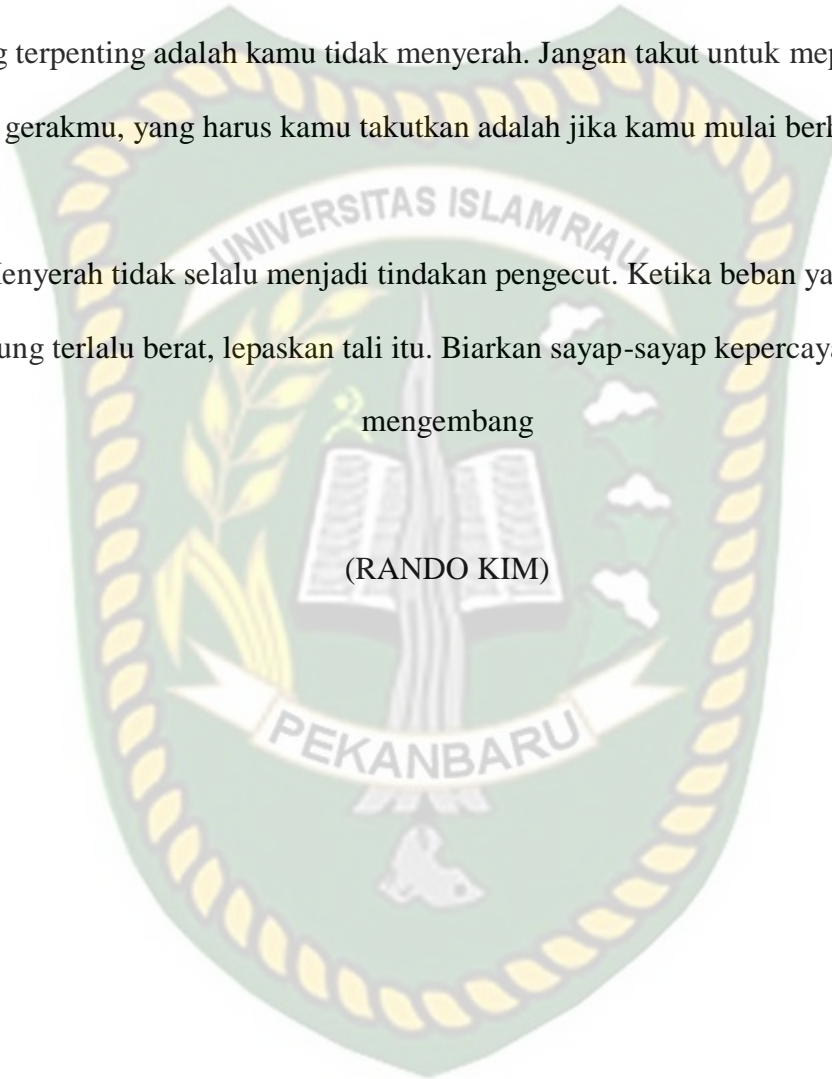 g terpenting adalah kamu tidak menyerah. Jangan takut untuk mep
gerakmu, yang harus kamu takutkan adalah jika kamu mulai
UNIVERSITAS ISLAM RIAU
enyerah tidak selalu menjadi tindakan pengecut. Ketika beban ya
ung terlalu berat, lepaskan tali itu. Biarkan sayap-sayap kepercaya
mengembang
(RANDO KIM)
PEKANBARU